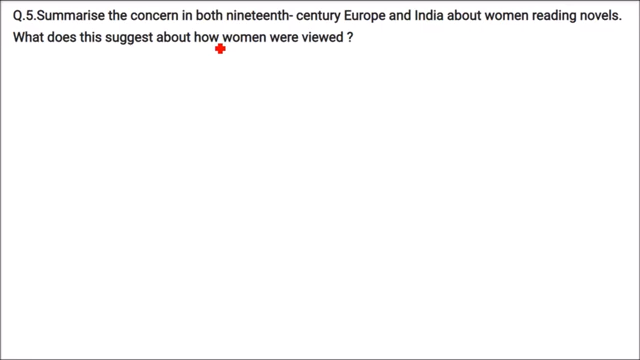 Q.5.Summarise the concern in both nineteenth- century Europe and India about women reading novels.
What does this suggest about how women were viewed ?